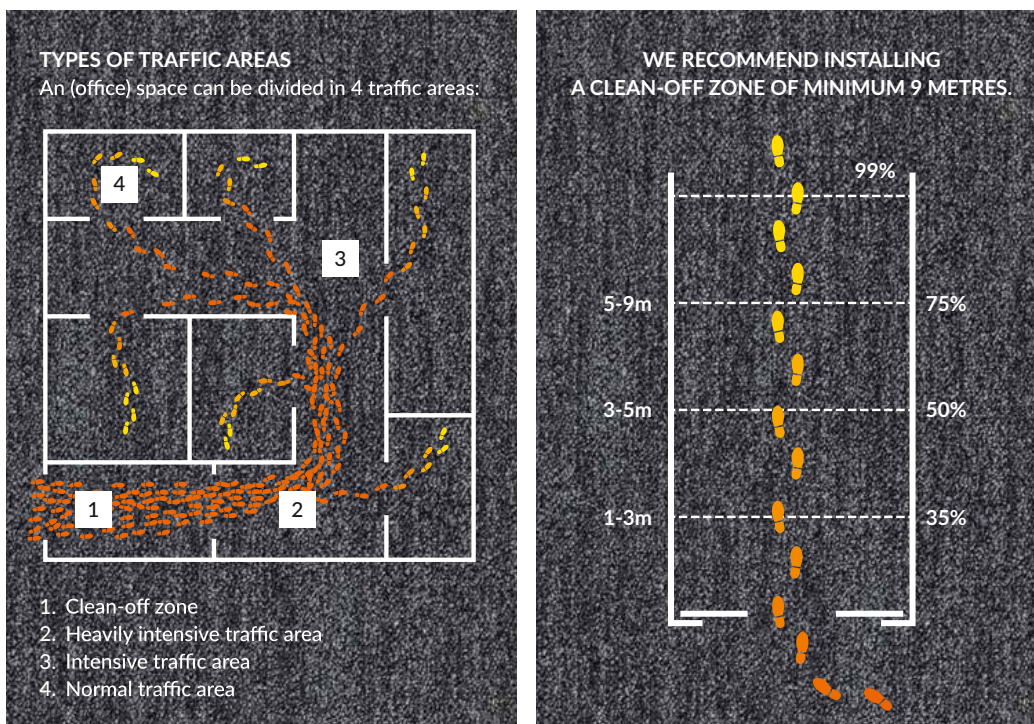 TYPES OF TRAFFIC AREAS
An (office) space can be divided in 4 traffic areas:
4
3
1
2
1. Clean-off zone
2. Heavily intensive traffic area
3. Intensive traffic area
4. Normal traffic area
WE RECOMMEND INSTALLING
A CLEAN-OFF ZONE OF MINIMUM 9 METRES.
99%
5-9m 75%
3-5m 50%
1-3m 35%